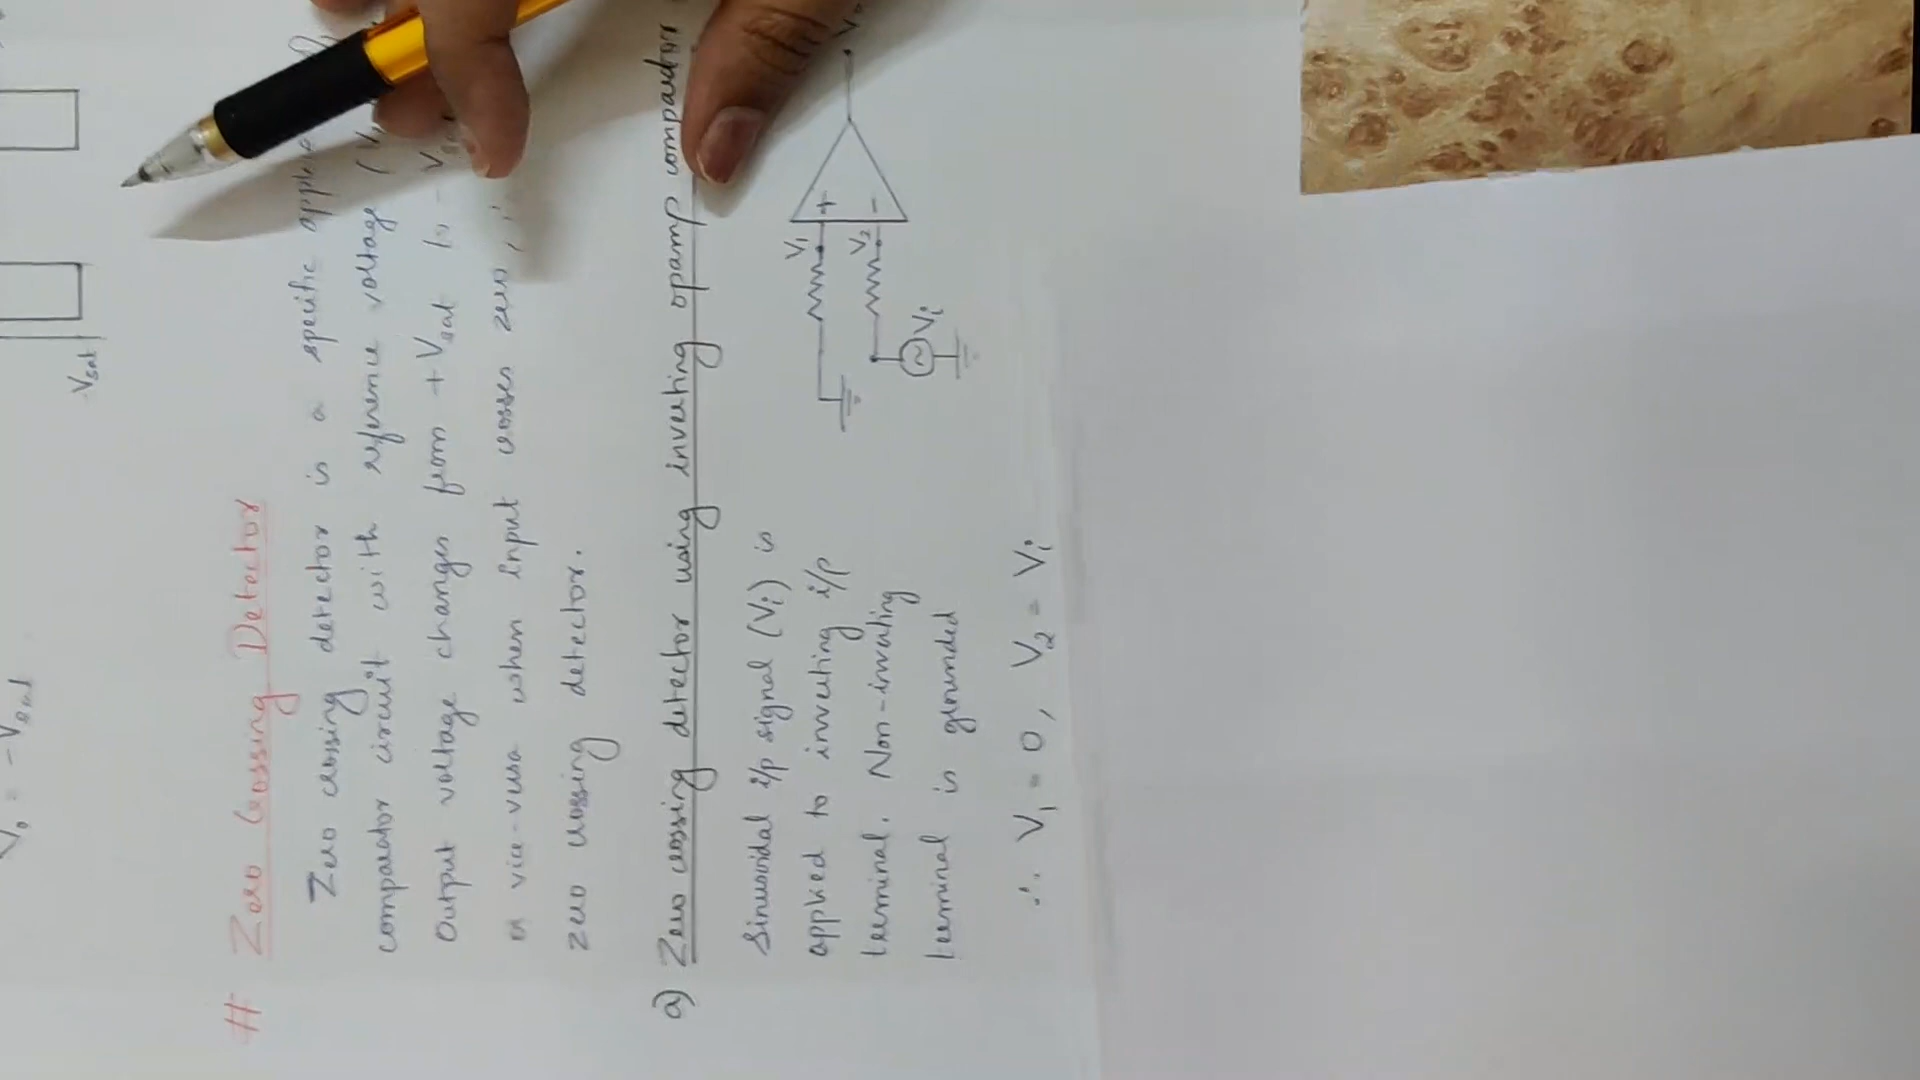 V₀ = - Vsat
-Vsat
# Zero Crossing Detector
Zero crossing detector is a specific
comparator circuit with reference voltage (V
Output voltage changes from +Vsat to - Vsat
or vice-versa when input crosses zero,
zero crossing detector.
a) Zero crossing detector using inverting opamp comparator
Sinusoidal i/p signal (Vi) is
applied to inverting i/p
terminal. Non-inverting
terminal is grounded
∴ V₁ = 0, V₂ = Vi
V₁
+
V₂
-
~
Vi